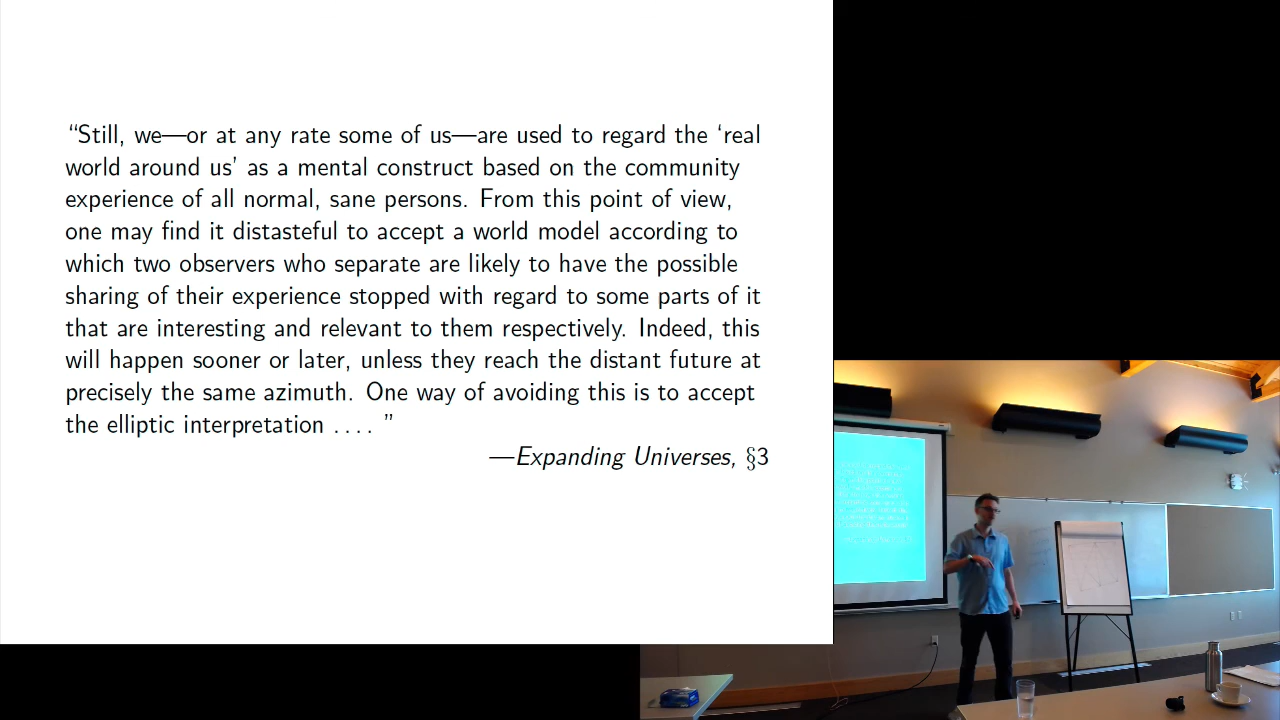 “Still, we—or at any rate some of us—are used to regard the ‘real
world around us’ as a mental construct based on the community
experience of all normal, sane persons. From this point of view,
one may find it distasteful to accept a world model according to
which two observers who separate are likely to have the possible
sharing of their experience stopped with regard to some parts of it
that are interesting and relevant to them respectively. Indeed, this
will happen sooner or later, unless they reach the distant future at
precisely the same azimuth. One way of avoiding this is to accept
the elliptic interpretation . . . . ”
—Expanding Universes, §3